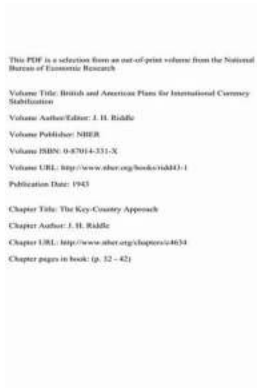 This PDF is a selection from an out-of-print volume from the National
Bureau of Economic Research
Volume Title: British and American Plans for International Currency
Stabilization
Volume Author/Editor: J. H. Riddle
Volume Publisher: NBER
Volume ISBN: 0-87014-331-X
Volume URL: http://www.nber.org/books/ridd43-1
Publication Date: 1943
Chapter Title: The Key-Country Approach
Chapter Author: J. H. Riddle
Chapter URL: http://www.nber.org/chapters/c4634
Chapter pages in book: (p. 32 - 42)